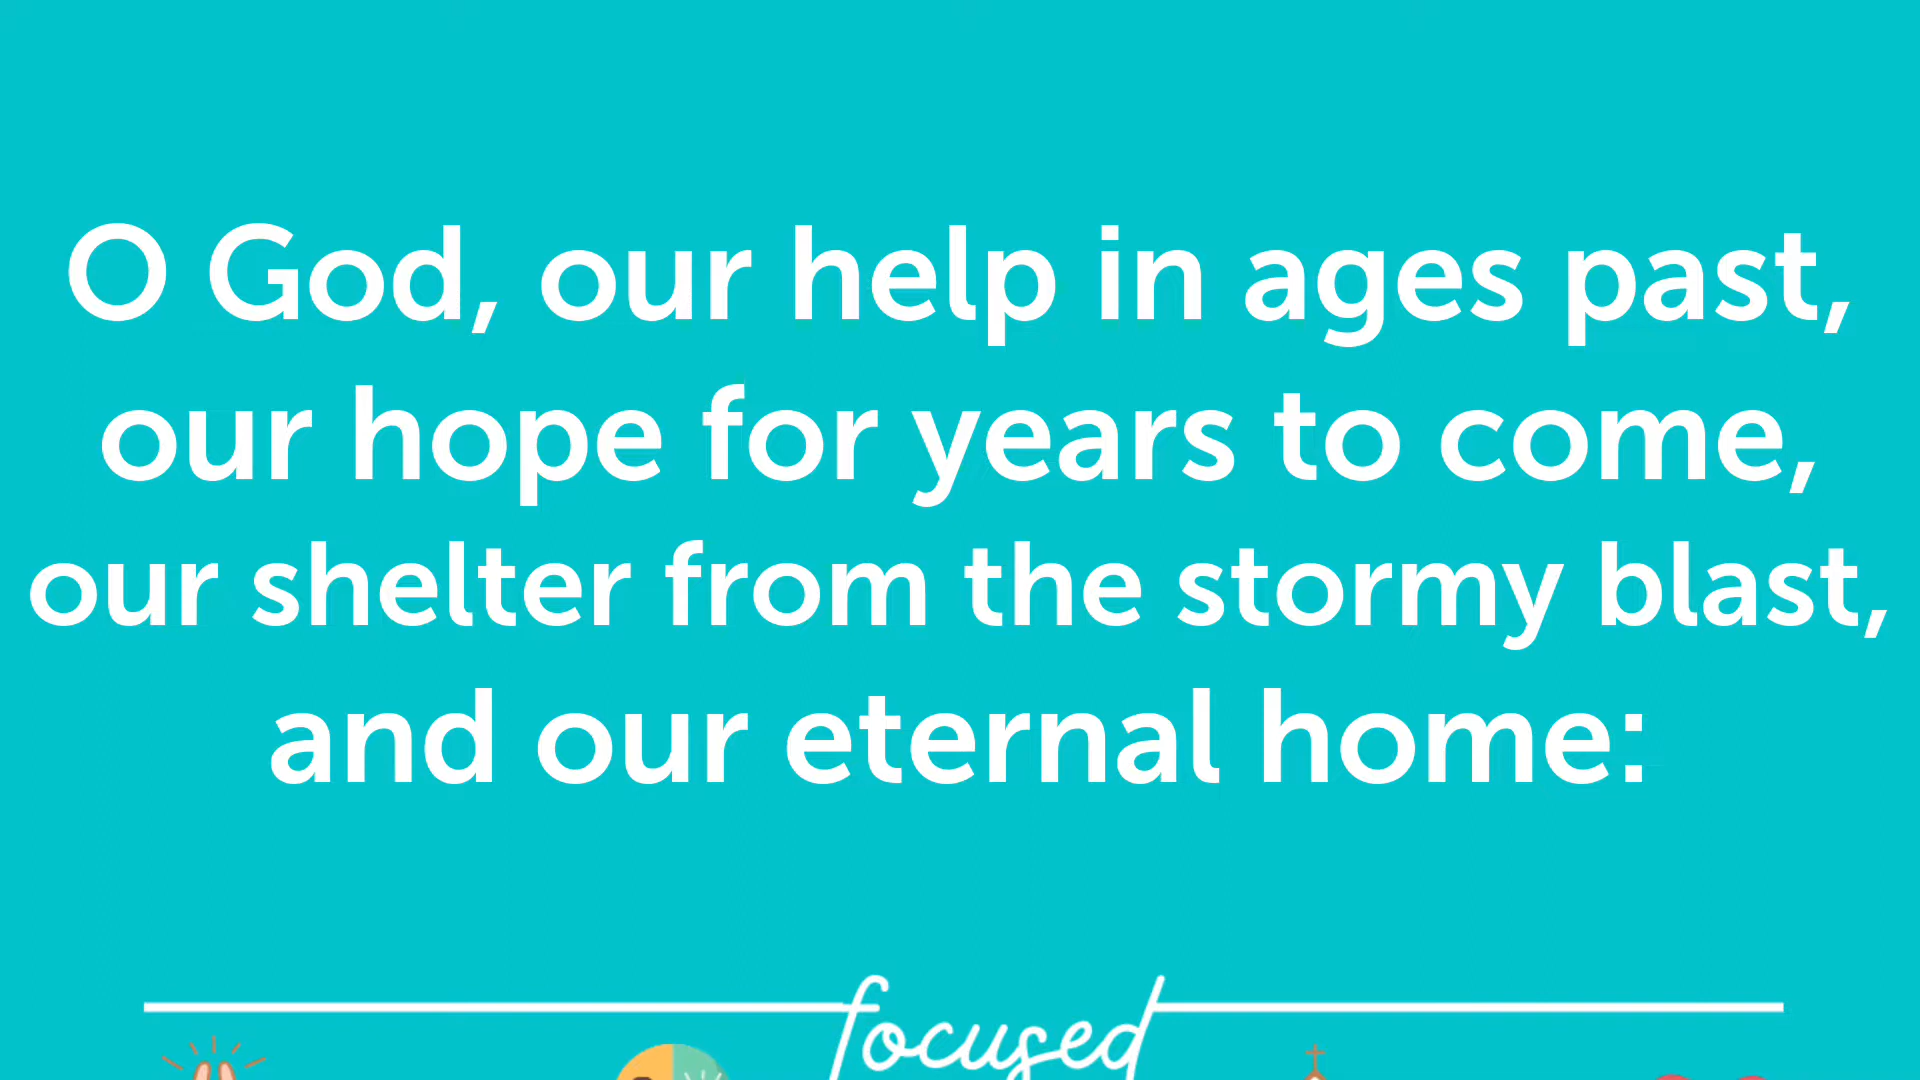 O God, our help in ages past,
our hope for years to come,
our shelter from the stormy blast,
and our eternal home:
focused